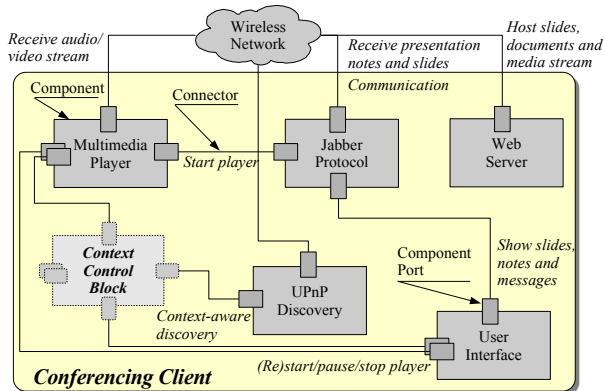 Wireless
Network
Receive audio/
video stream
Receive presentation
notes and slides
Communication
Host slides,
documents and
media stream
Component
Connector
Multimedia
Player
Start player
Jabber
Protocol
Web
Server
Context
Control
Block
Context-aware
discovery
UPnP
Discovery
Component
Port
Show slides,
notes and
messages
User
Interface
(Re)start/pause/stop player
Conferencing Client